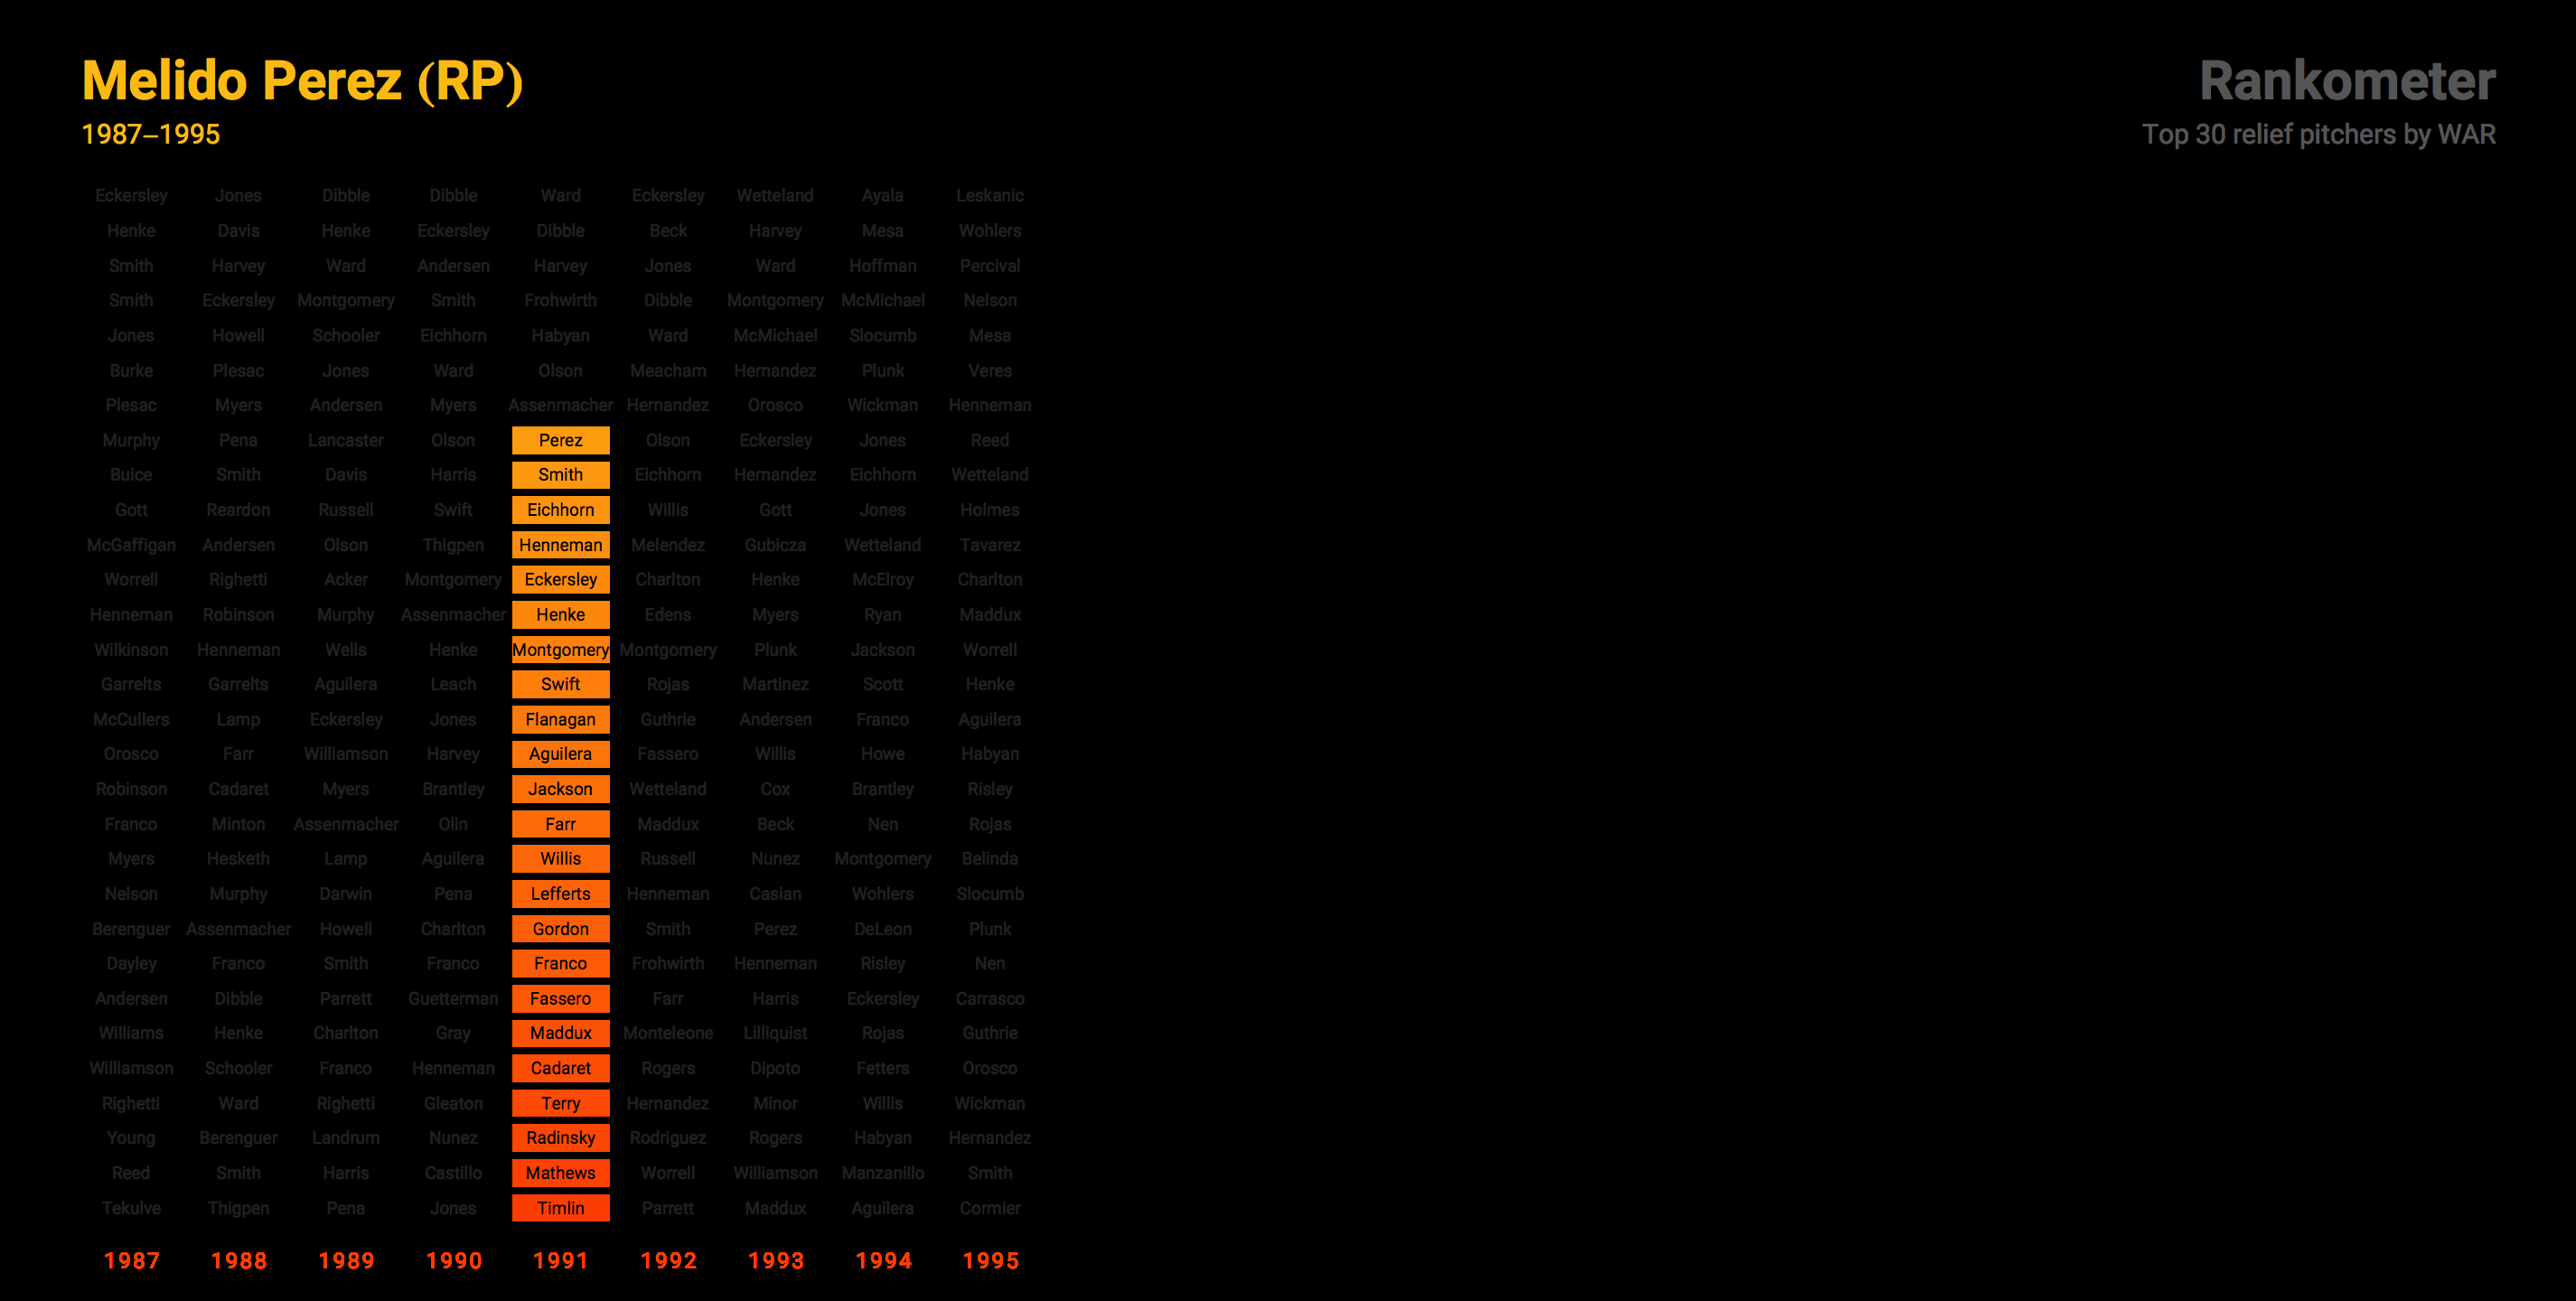 Melido Perez (RP)
1987–1995
Rankometer
Top 30 relief pitchers by WAR
Eckersley Jones Dibble Dibble Ward Eckersley Wetteland Ayala Leskanic
Henke Davis Henke Eckersley Dibble Beck Harvey Mesa Wohlers
Smith Harvey Ward Andersen Harvey Jones Ward Hoffman Percival
Smith Eckersley Montgomery Smith Frohwirth Dibble Montgomery McMichael Nelson
Jones Howell Schooler Eichhorn Habyan Ward McMichael Slocumb Mesa
Burke Plesac Jones Ward Olson Meacham Hernandez Plunk Veres
Plesac Myers Andersen Myers Assenmacher Hernandez Orosco Wickman Henneman
Murphy Pena Lancaster Olson Perez Olson Eckersley Jones Reed
Buice Smith Davis Harris Smith Eichhorn Hernandez Eichhorn Wetteland
Gott Reardon Russell Swift Eichhorn Willis Gott Jones Holmes
McGaffigan Andersen Olson Thigpen Henneman Melendez Gubicza Wetteland Tavarez
Worrell Righetti Acker Montgomery Eckersley Charlton Henke McElroy Charlton
Henneman Robinson Murphy Assenmacher Henke Edens Myers Ryan Maddux
Wilkinson Henneman Wells Henke Montgomery Montgomery Plunk Jackson Worrell
Garrelts Garrelts Aguilera Leach Swift Rojas Martinez Scott Henke
McCullers Lamp Eckersley Jones Flanagan Guthrie Andersen Franco Aguilera
Orosco Farr Williamson Harvey Aguilera Fassero Willis Howe Habyan
Robinson Cadaret Myers Brantley Jackson Wetteland Cox Brantley Risley
Franco Minton Assenmacher Olin Farr Maddux Beck Nen Rojas
Myers Hesketh Lamp Aguilera Willis Russell Nunez Montgomery Belinda
Nelson Murphy Darwin Pena Lefferts Henneman Casian Wohlers Slocumb
Berenguer Assenmacher Howell Charlton Gordon Smith Perez DeLeon Plunk
Dayley Franco Smith Franco Franco Frohwirth Henneman Risley Nen
Andersen Dibble Parrett Guetterman Fassero Farr Harris Eckersley Carrasco
Williams Henke Charlton Gray Maddux Monteleone Lilliquist Rojas Guthrie
Williamson Schooler Franco Henneman Cadaret Rogers Dipoto Fetters Orosco
Righetti Ward Righetti Gleaton Terry Hernandez Minor Willis Wickman
Young Berenguer Landrum Nunez Radinsky Rodriguez Rogers Habyan Hernandez
Reed Smith Harris Castillo Mathews Worrell Williamson Manzanillo Smith
Tekulve Thigpen Pena Jones Timlin Parrett Maddux Aguilera Cormier
1987 1988 1989 1990 1991 1992 1993 1994 1995